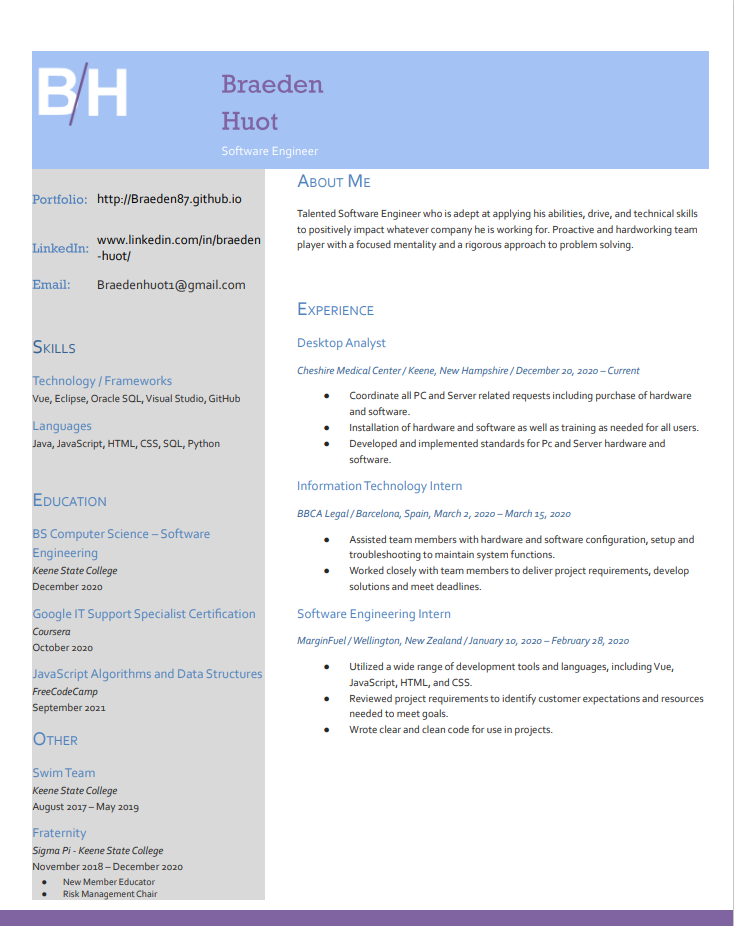 B/H
Braeden
Huot
Software Engineer
Portfolio: http://Braeden87.github.io
LinkedIn: www.linkedin.com/in/braeden
-huot/
Email: Braedenhuot1@gmail.com
SKILLS
Technology / Frameworks
Vue, Eclipse, Oracle SQL, Visual Studio, GitHub
Languages
Java, JavaScript, HTML, CSS, SQL, Python
EDUCATION
BS Computer Science – Software
Engineering
Keene State College
December 2020
Google IT Support Specialist Certification
Coursera
October 2020
JavaScript Algorithms and Data Structures
FreeCodeCamp
September 2021
OTHER
Swim Team
Keene State College
August 2017 – May 2019
Fraternity
Sigma Pi - Keene State College
November 2018 – December 2020
● New Member Educator
● Risk Management Chair
ABOUT ME
Talented Software Engineer who is adept at applying his abilities, drive, and technical skills
to positively impact whatever company he is working for. Proactive and hardworking team
player with a focused mentality and a rigorous approach to problem solving.
EXPERIENCE
Desktop Analyst
Cheshire Medical Center / Keene, New Hampshire / December 20, 2020 – Current
● Coordinate all PC and Server related requests including purchase of hardware
and software.
● Installation of hardware and software as well as training as needed for all users.
● Developed and implemented standards for Pc and Server hardware and
software.
Information Technology Intern
BBCA Legal / Barcelona, Spain, March 2, 2020 – March 15, 2020
● Assisted team members with hardware and software configuration, setup and
troubleshooting to maintain system functions.
● Worked closely with team members to deliver project requirements, develop
solutions and meet deadlines.
Software Engineering Intern
MarginFuel / Wellington, New Zealand / January 10, 2020 – February 28, 2020
● Utilized a wide range of development tools and languages, including Vue,
JavaScript, HTML, and CSS.
● Reviewed project requirements to identify customer expectations and resources
needed to meet goals.
● Wrote clear and clean code for use in projects.